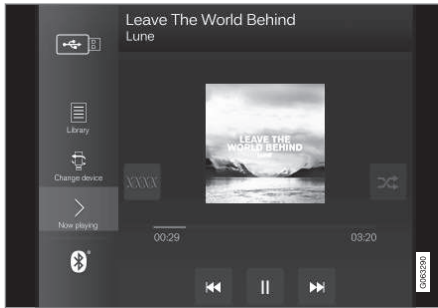 Leave The World Behind
Lune
Library
Change device
Now playing
LEAVE THE
WORLD BEHIND
LUNE
XXXX
00:29
03:20
G063290